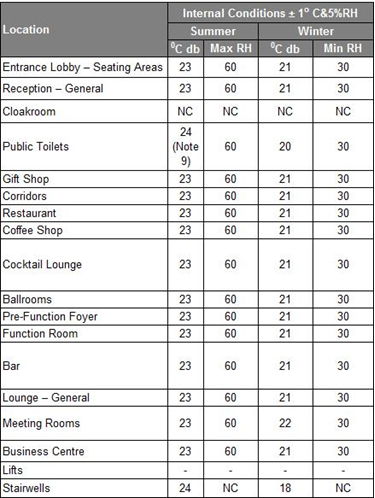 Location Internal Conditions ± 1⁰ C&5%RH
Summer Winter
⁰C db Max RH ⁰C db Min RH
Entrance Lobby – Seating Areas 23 60 21 30
Reception – General 23 60 21 30
Cloakroom NC NC NC NC
Public Toilets 24 (Note 9) 60 20 30
Gift Shop 23 60 21 30
Corridors 23 60 21 30
Restaurant 23 60 21 30
Coffee Shop 23 60 21 30
Cocktail Lounge 23 60 21 30
Ballrooms 23 60 21 30
Pre-Function Foyer 23 60 21 30
Function Room 23 60 21 30
Bar 23 60 21 30
Lounge – General 23 60 21 30
Meeting Rooms 23 60 22 30
Business Centre 23 60 21 30
Lifts - - - -
Stairwells 24 NC 18 NC